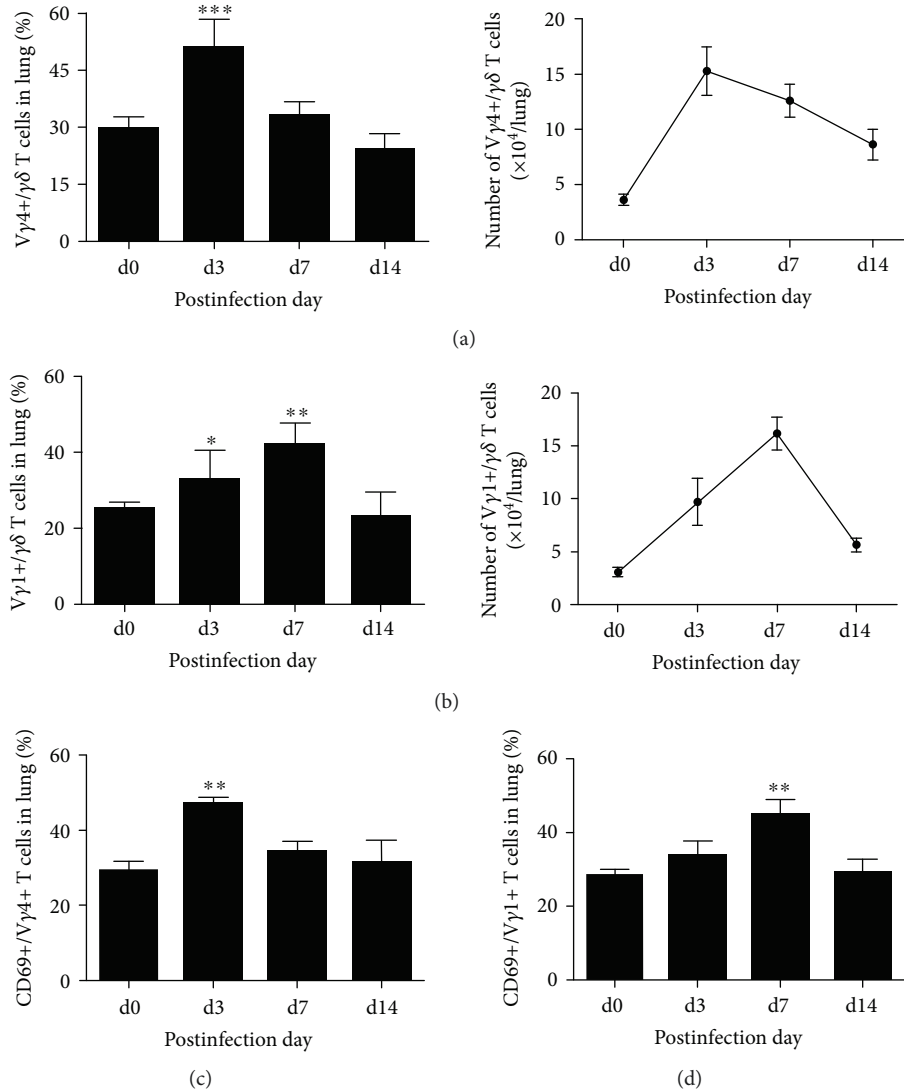 Vγ4+/γδ T cells in lung (%)
60
45
30
15
0
***
d0 d3 d7 d14
Postinfection day
Number of Vγ4+/γδ T cells
(×10⁴/lung)
20
15
10
5
0
d0 d3 d7 d14
Postinfection day
(a)
Vγ1+/γδ T cells in lung (%)
60
40
20
0
* **
d0 d3 d7 d14
Postinfection day
Number of Vγ1+/γδ T cells
(×10⁴/lung)
20
15
10
5
0
d0 d3 d7 d14
Postinfection day
(b)
CD69+/Vγ4+ T cells in lung (%)
60
40
20
0
**
d0 d3 d7 d14
Postinfection day
(c)
CD69+/Vγ1+ T cells in lung (%)
60
40
20
0
**
d0 d3 d7 d14
Postinfection day
(d)